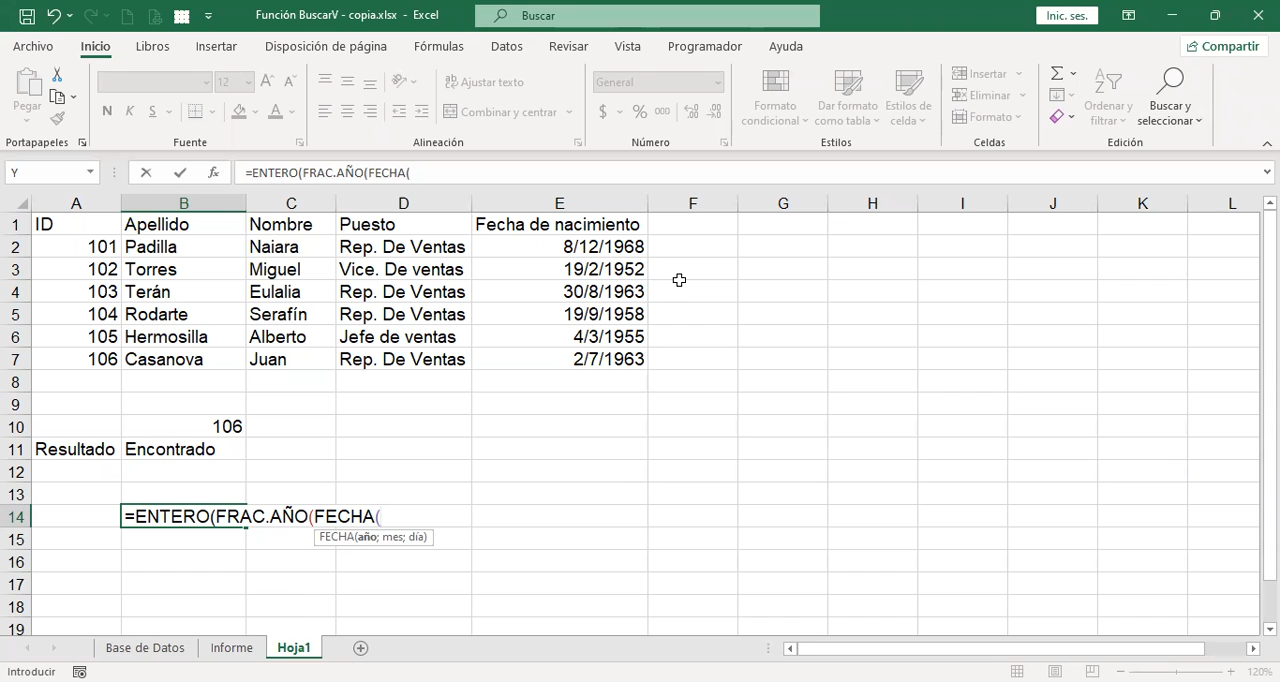 Función BuscarV - copia.xlsx - Excel
Buscar
Inic. ses.
Archivo Inicio Libros Insertar Disposición de página Fórmulas Datos Revisar Vista Programador Ayuda Compartir
12 General
Pegar
N K S
Ajustar texto
Combinar y centrar
$ % 000
Formato condicional
Dar formato como tabla
Estilos de celda
Insertar
Eliminar
Formato
Ordenar y filtrar
Buscar y seleccionar
Portapapeles Fuente Alineación Número Estilos Celdas Edición
Y fx =ENTERO(FRAC.AÑO(FECHA(
A B C D E F G H I J K L
1 ID Apellido Nombre Puesto Fecha de nacimiento
2 101 Padilla Naiara Rep. De Ventas 8/12/1968
3 102 Torres Miguel Vice. De ventas 19/2/1952
4 103 Terán Eulalia Rep. De Ventas 30/8/1963
5 104 Rodarte Serafín Rep. De Ventas 19/9/1958
6 105 Hermosilla Alberto Jefe de ventas 4/3/1955
7 106 Casanova Juan Rep. De Ventas 2/7/1963
8
9
10 106
11 Resultado Encontrado
12
13
14 =ENTERO(FRAC.AÑO(FECHA(
15 FECHA(año; mes; día)
16
17
18
19
Base de Datos Informe Hoja1
Introducir 120%